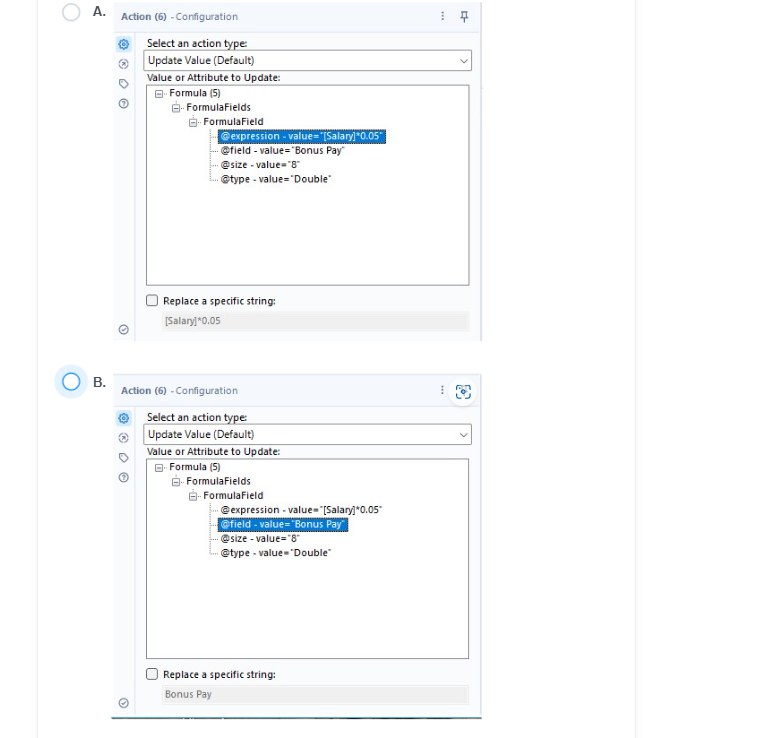 A.
Action (6) - Configuration
Select an action type:
Update Value (Default)
Value or Attribute to Update:
Formula (5)
FormulaFields
FormulaField
@expression - value="[Salary]*0.05"
@field - value="Bonus Pay"
@size - value="8"
@type - value="Double"
Replace a specific string:
[Salary]*0.05
B.
Action (6) - Configuration
Select an action type:
Update Value (Default)
Value or Attribute to Update:
Formula (5)
FormulaFields
FormulaField
@expression - value="[Salary]*0.05"
@field - value="Bonus Pay"
@size - value="8"
@type - value="Double"
Replace a specific string:
Bonus Pay